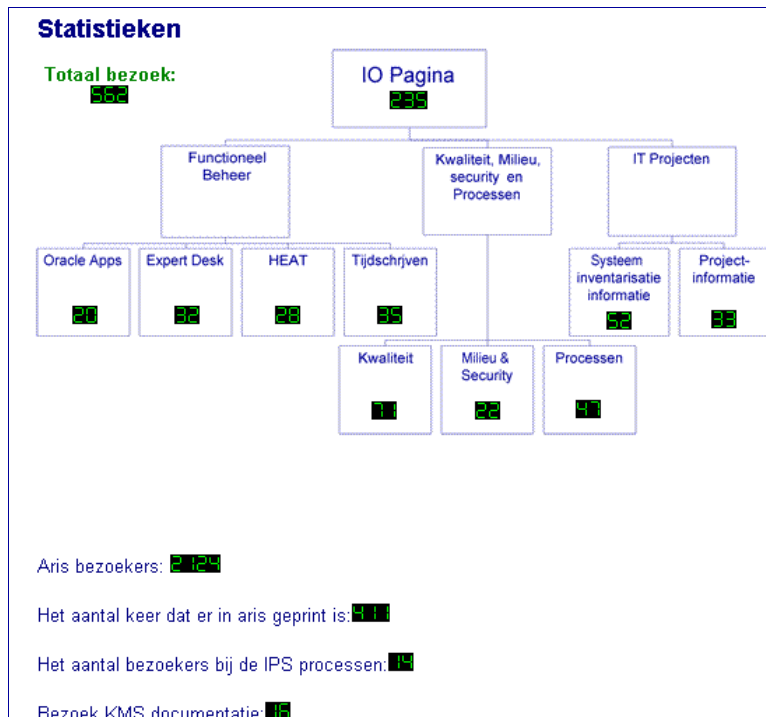 Statistieken
Totaal bezoek:
562
IO Pagina
235
Functioneel
Beheer
Kwaliteit, Milieu,
security en
Processen
IT Projecten
Oracle Apps
20
Expert Desk
32
HEAT
28
Tijdschrjven
35
Systeem
inventarisatie
informatie
52
Project-
informatie
33
Kwaliteit
71
Milieu &
Security
22
Processen
47
Aris bezoekers: 2124
Het aantal keer dat er in aris geprint is:411
Het aantal bezoekers bij de IPS processen:14
Bezoek KMS documentatie:16